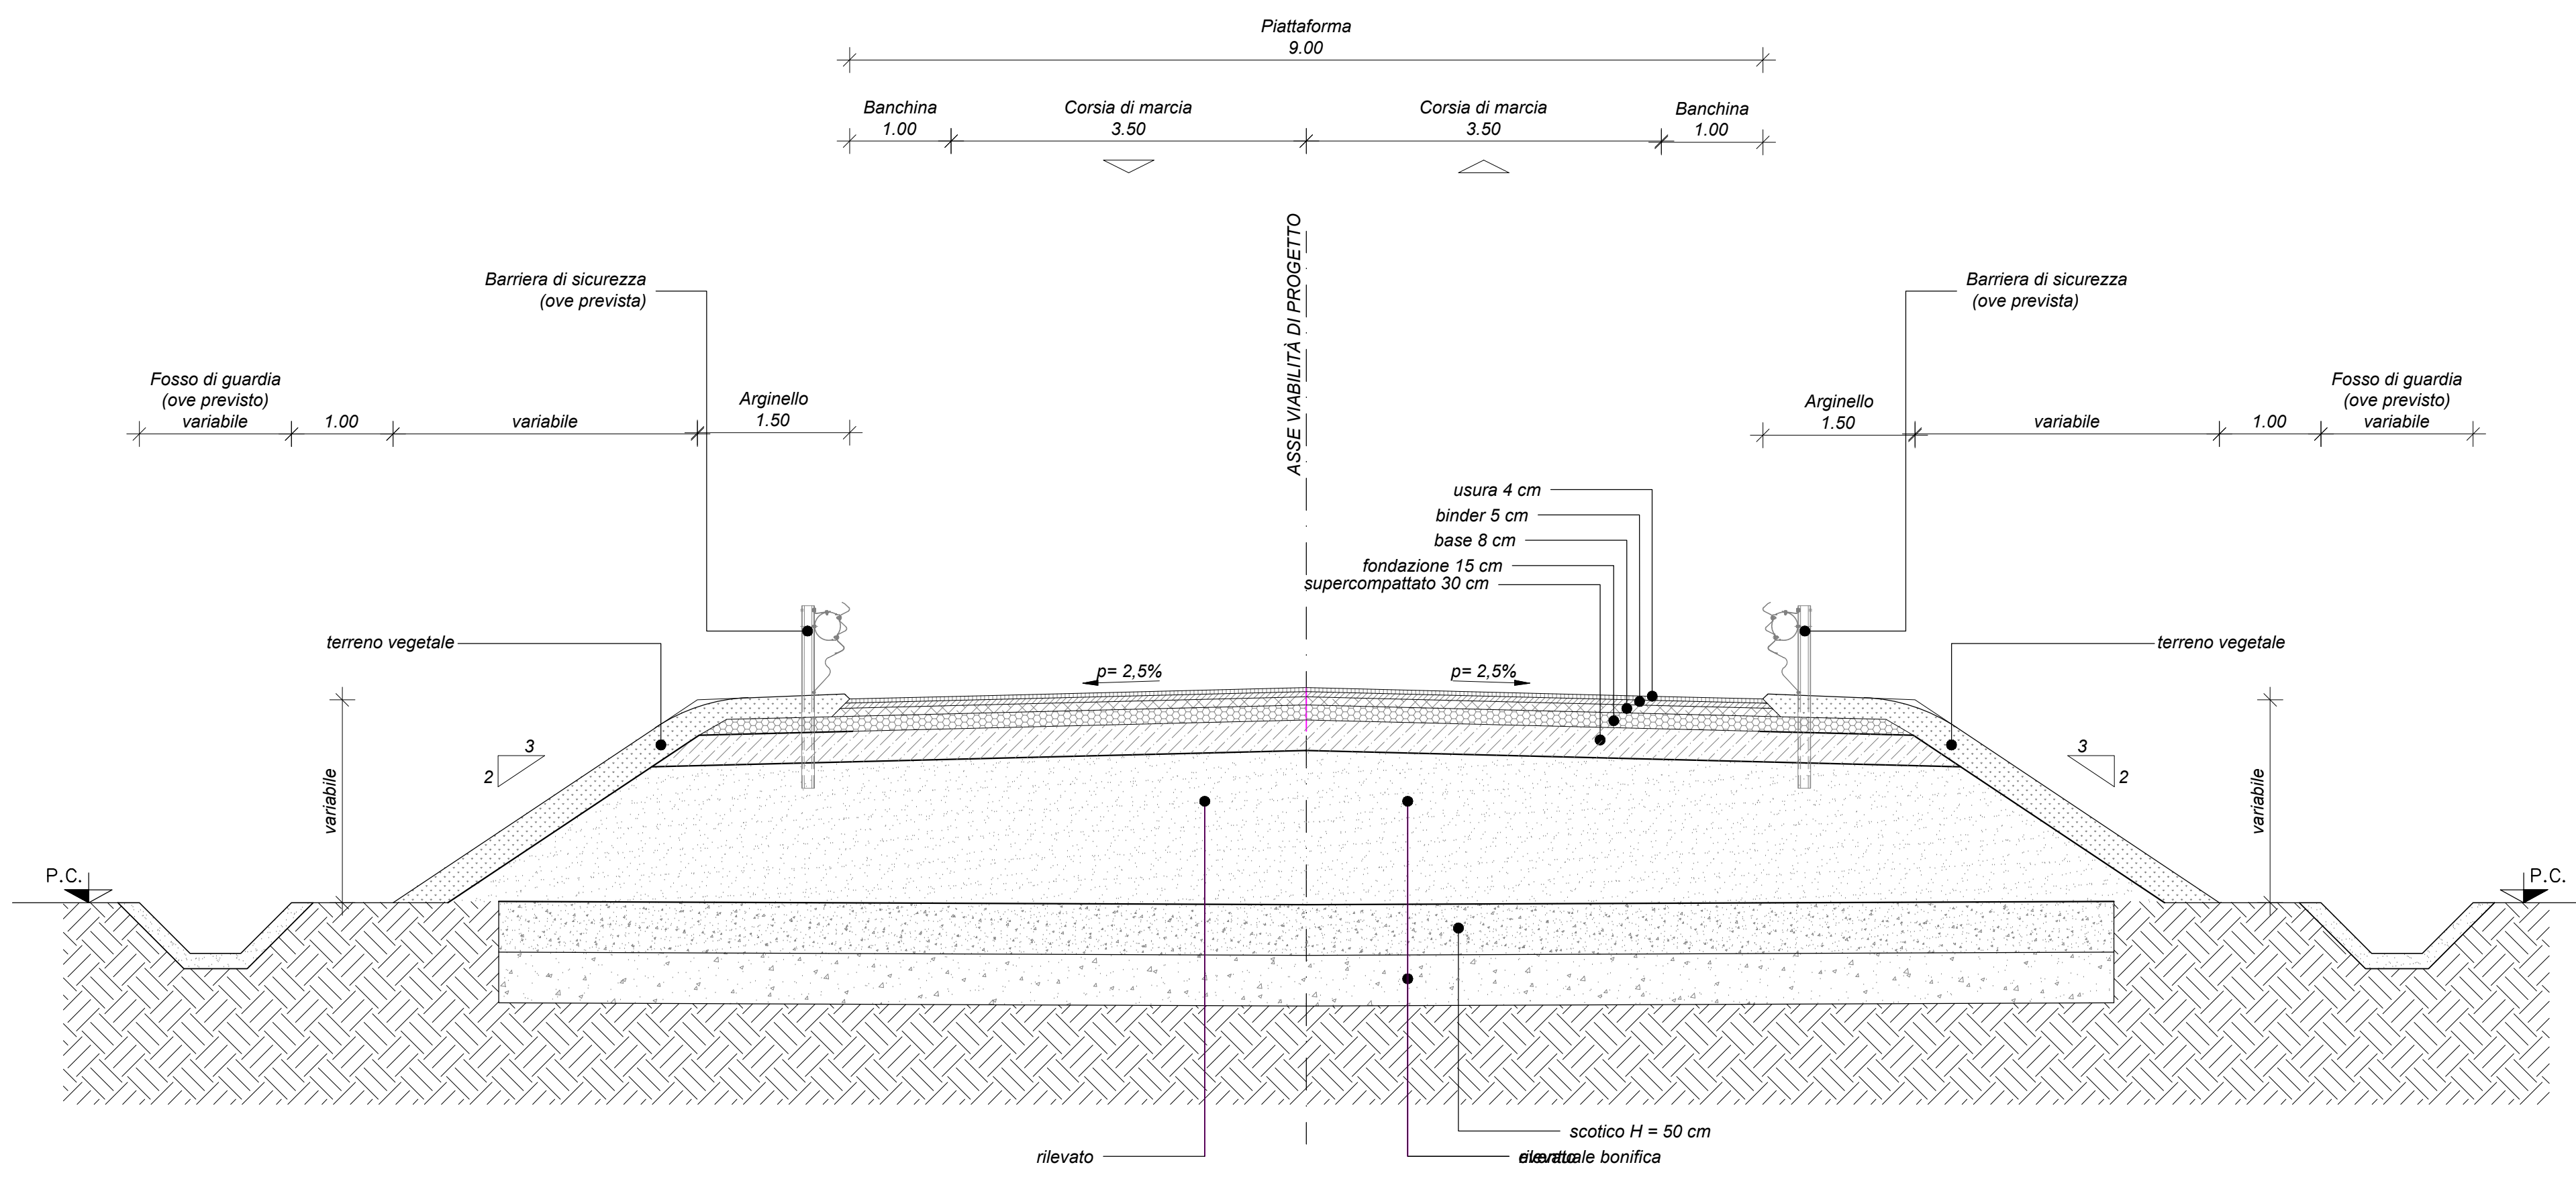 Piattaforma
9.00
Banchina
1.00
Corsia di marcia
3.50
Corsia di marcia
3.50
Banchina
1.00
ASSE VIABILITÀ DI PROGETTO
Barriera di sicurezza
(ove prevista)
Barriera di sicurezza
(ove prevista)
Fosso di guardia
(ove previsto)
variabile
1.00
variabile
Arginello
1.50
Arginello
1.50
variabile
1.00
Fosso di guardia
(ove previsto)
variabile
usura 4 cm
binder 5 cm
base 8 cm
fondazione 15 cm
supercompattato 30 cm
terreno vegetale
terreno vegetale
p= 2,5%
p= 2,5%
3
2
3
2
variabile
variabile
P.C.
P.C.
scotico H = 50 cm
rilevato
bonifica